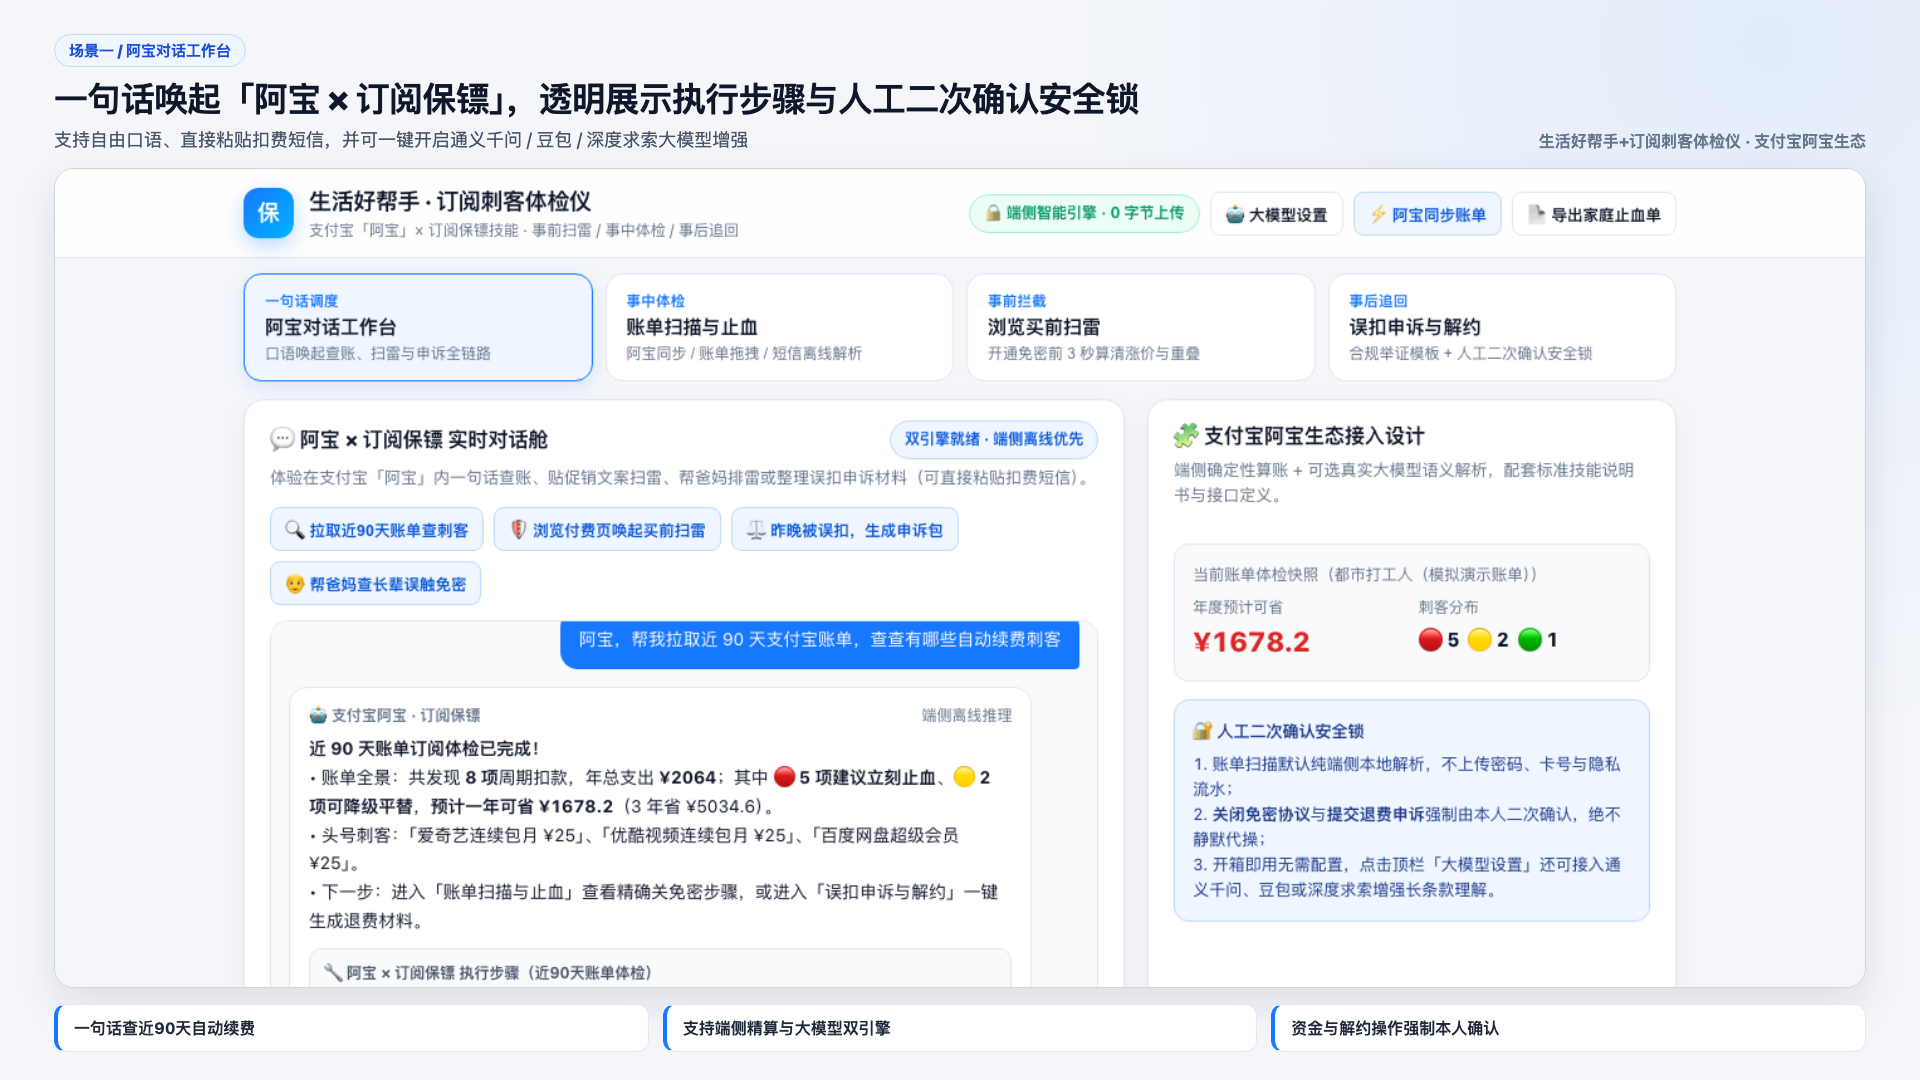 场景一 / 阿宝对话工作台
一句话唤起「阿宝 × 订阅保镖」，透明展示执行步骤与人工二次确认安全锁
支持自由口语、直接粘贴扣费短信，并可一键开启通义千问 / 豆包 / 深度求索大模型增强
生活好帮手+订阅刺客体检仪 · 支付宝阿宝生态
保
生活好帮手 · 订阅刺客体检仪
支付宝「阿宝」× 订阅保镖技能 · 事前扫雷 / 事中体检 / 事后追回
🔒 端侧智能引擎 · 0 字节上传
🤖 大模型设置
⚡ 阿宝同步账单
📄 导出家庭止血单
一句话调度
阿宝对话工作台
口语唤起查账、扫雷与申诉全链路
事中体检
账单扫描与止血
阿宝同步 / 账单拖拽 / 短信离线解析
事前拦截
浏览买前扫雷
开通免密前 3 秒算清涨价与重叠
事后追回
误扣申诉与解约
合规举证模板 + 人工二次确认安全锁
💬 阿宝 × 订阅保镖 实时对话舱
双引擎就绪 · 端侧离线优先
体验在支付宝「阿宝」内一句话查账、贴促销文案扫雷、帮爸妈排雷或整理误扣申诉材料（可直接粘贴扣费短信）。
🔍 拉取近90天账单查刺客
🛡️ 浏览付费页唤起买前扫雷
⚖️ 昨晚被误扣，生成申诉包
👴 帮爸妈查长辈误触免密
阿宝，帮我拉取近 90 天支付宝账单，查查有哪些自动续费刺客
🤖 支付宝阿宝 · 订阅保镖
端侧离线推理
近 90 天账单订阅体检已完成！
• 账单全景：共发现 8 项周期扣款，年总支出 ¥2064；其中 🔴 5 项建议立刻止血、🟡 2
项可降级平替，预计一年可省 ¥1678.2（3 年省 ¥5034.6）。
• 头号刺客：「爱奇艺连续包月 ¥25」、「优酷视频连续包月 ¥25」、「百度网盘超级会员
¥25」。
• 下一步：进入「账单扫描与止血」查看精确关免密步骤，或进入「误扣申诉与解约」一键
生成退费材料。
🔧 阿宝 × 订阅保镖 执行步骤（近90天账单体检）
🧩 支付宝阿宝生态接入设计
端侧确定性算账 + 可选真实大模型语义解析，配套标准技能说明
书与接口定义。
当前账单体检快照（都市打工人（模拟演示账单））
年度预计可省
¥1678.2
刺客分布
🔴 5 🟡 2 🟢 1
🔐 人工二次确认安全锁
1. 账单扫描默认纯端侧本地解析，不上传密码、卡号与隐私
流水；
2. 关闭免密协议与提交退费申诉强制由本人二次确认，绝不
静默代操；
3. 开箱即用无需配置，点击顶栏「大模型设置」还可接入通
义千问、豆包或深度求索增强长条款理解。
一句话查近90天自动续费
支持端侧精算与大模型双引擎
资金与解约操作强制本人确认